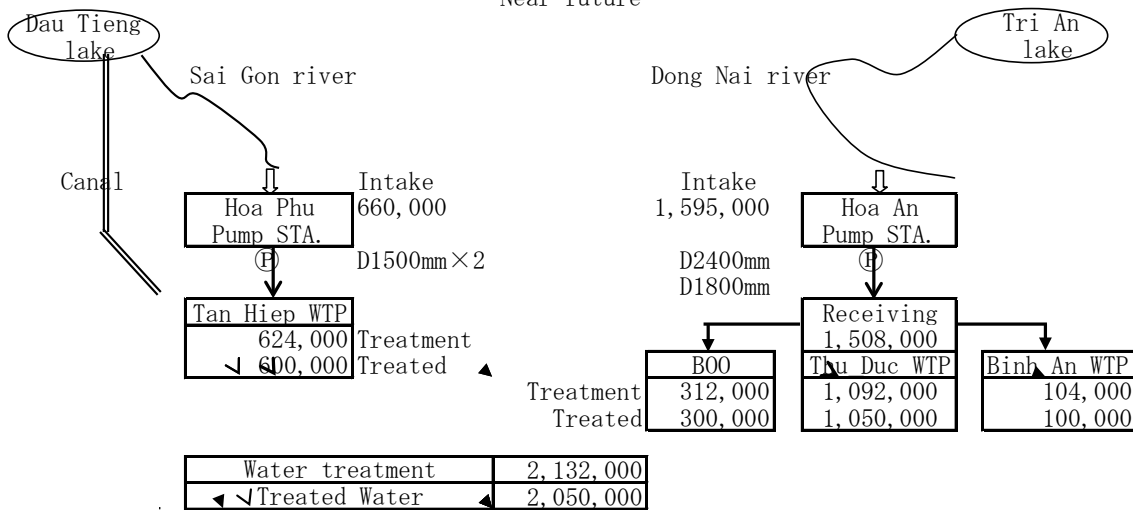 Near future
Dau Tieng
lake
Tri An
lake
Sai Gon river
Dong Nai river
Canal
Intake
660,000
Hoa Phu
Pump STA.
P
D1500mm×2
Tan Hiep WTP
624,000 Treatment
600,000 Treated
Intake
1,595,000
Hoa An
Pump STA.
P
D2400mm
D1800mm
Receiving
1,508,000
BOO Thu Duc WTP Binh An WTP
Treatment 312,000 1,092,000 104,000
Treated 300,000 1,050,000 100,000
Water treatment 2,132,000
Treated Water 2,050,000